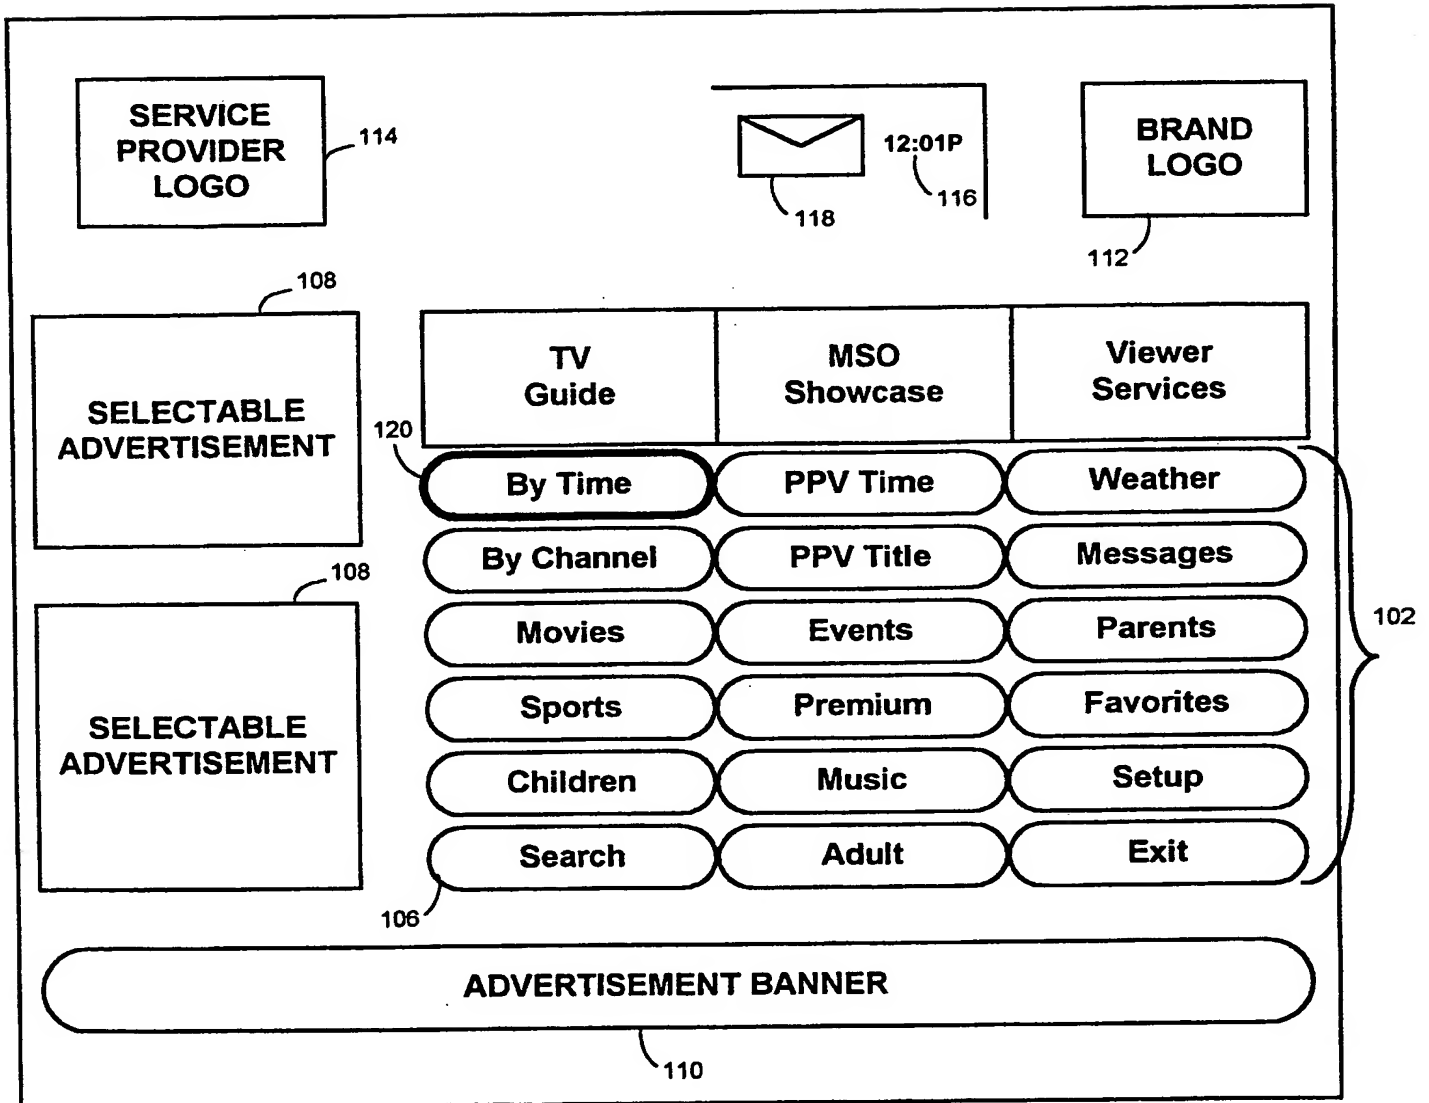 SERVICE
PROVIDER
LOGO
114
12:01P
116
118
BRAND
LOGO
112
108
SELECTABLE
ADVERTISEMENT
108
SELECTABLE
ADVERTISEMENT
TV
Guide
MSO
Showcase
Viewer
Services
120
By Time
PPV Time
Weather
By Channel
PPV Title
Messages
Movies
Events
Parents
102
Sports
Premium
Favorites
Children
Music
Setup
Search
Adult
Exit
106
ADVERTISEMENT BANNER
110